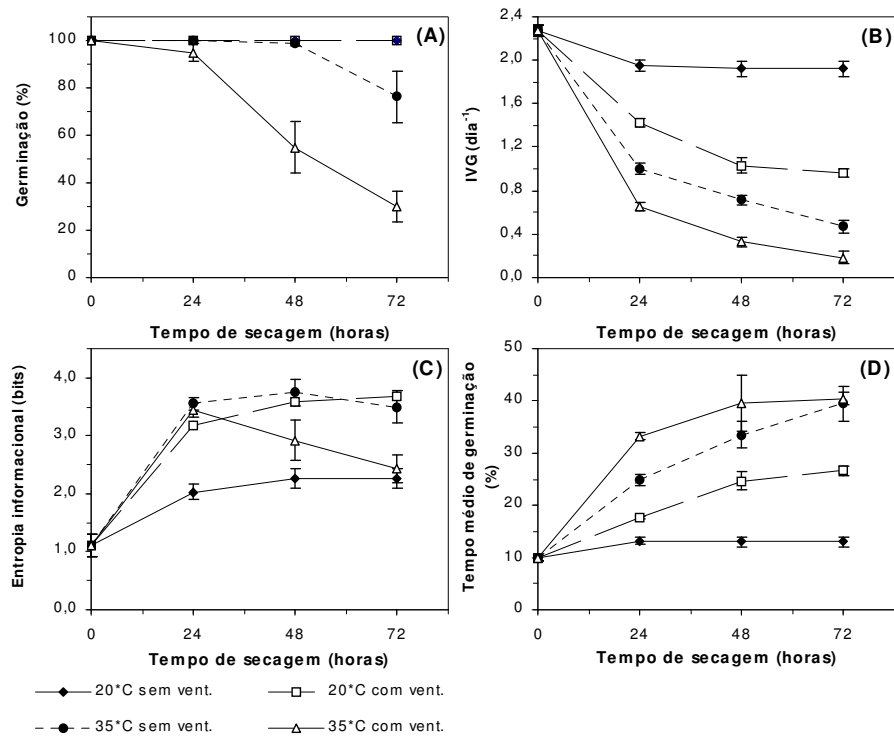 (A)
Germinação (%)
100
80
60
40
20
0
0 24 48 72
Tempo de secagem (horas)
(B)
IVG (dia-1)
2,4
2,0
1,6
1,2
0,8
0,4
0,0
0 24 48 72
Tempo de secagem (horas)
(C)
Entropia informacional (bits)
4,0
3,0
2,0
1,0
0,0
0 24 48 72
Tempo de secagem (horas)
(D)
Tempo médio de germinação
(%)
50
40
30
20
10
0
0 24 48 72
Tempo de secagem (horas)
20*C sem vent. 20*C com vent.
35*C sem vent. 35*C com vent.